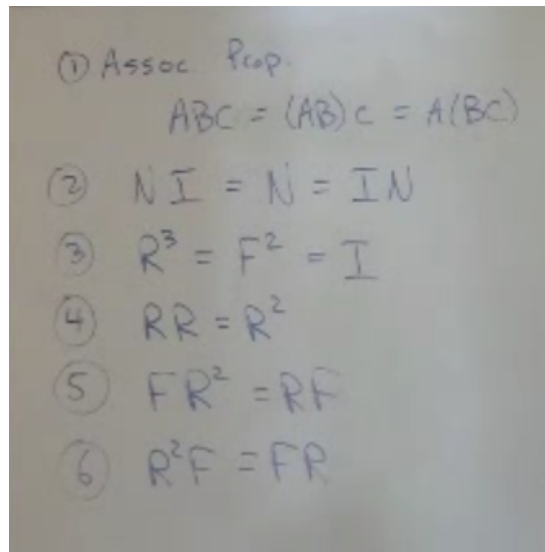 ① Assoc Prop.
ABC = (AB)C = A(BC)
② NI = N = IN
③ R³ = F² = I
④ RR = R²
⑤ FR² = RF
⑥ R²F = FR